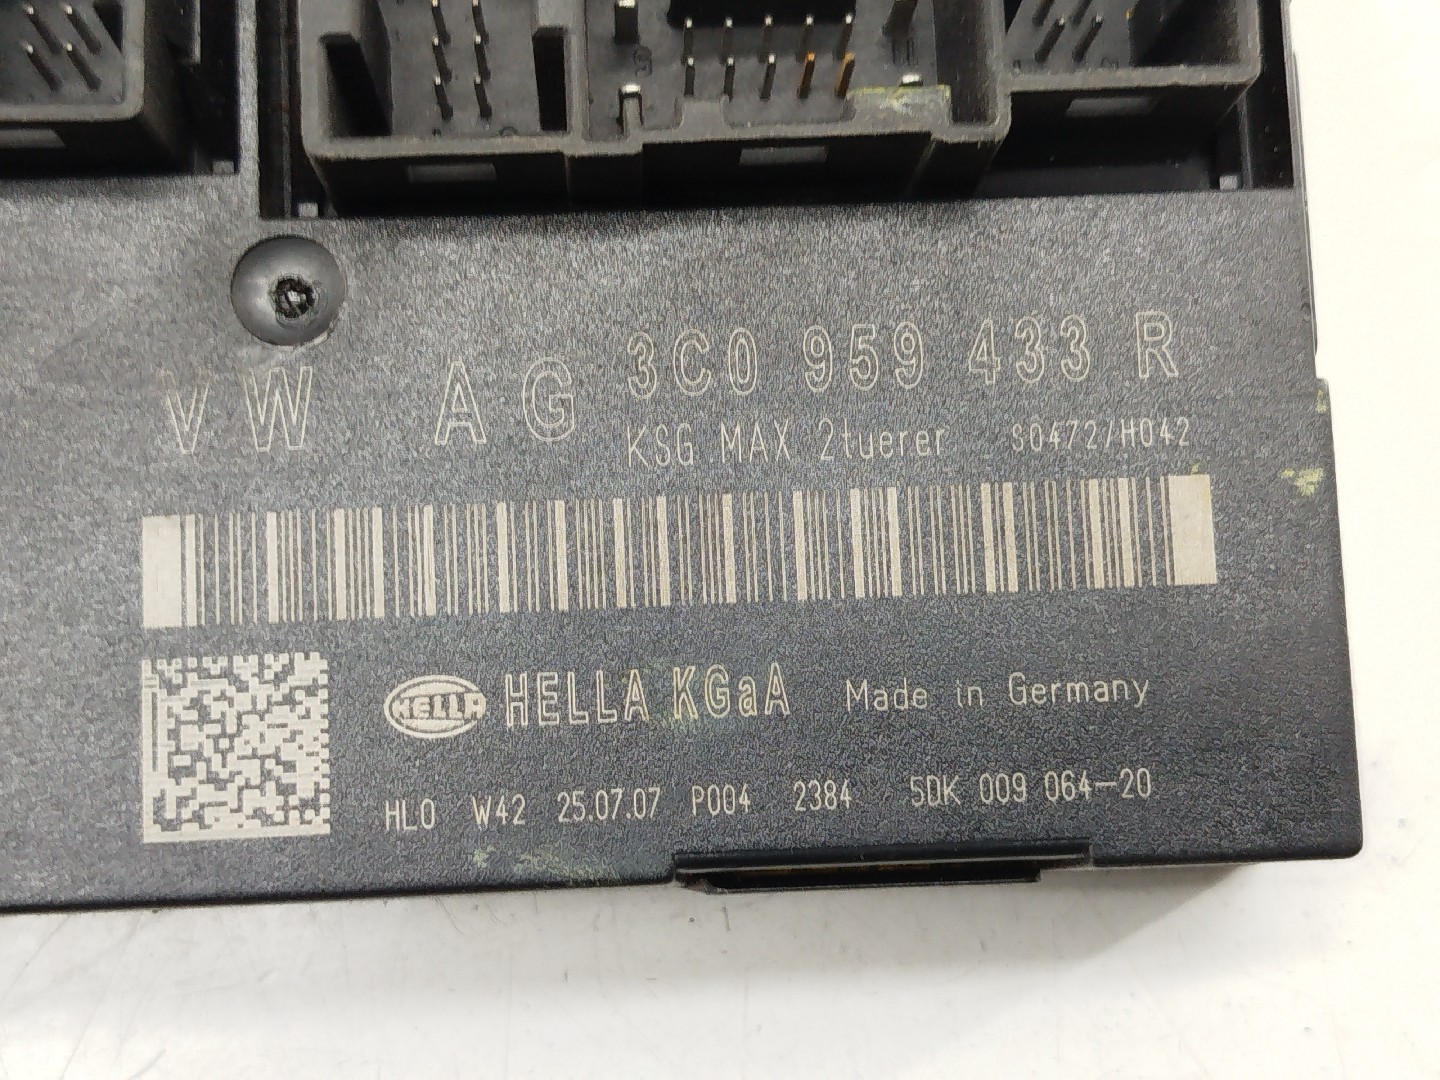 VW AG 3C0 959 433 R
KSG MAX 2tuerer S0472/H042
HELLA HELLA KGaA Made in Germany
HLO W42 25.07.07 P004 2384 5DK 009 064-20